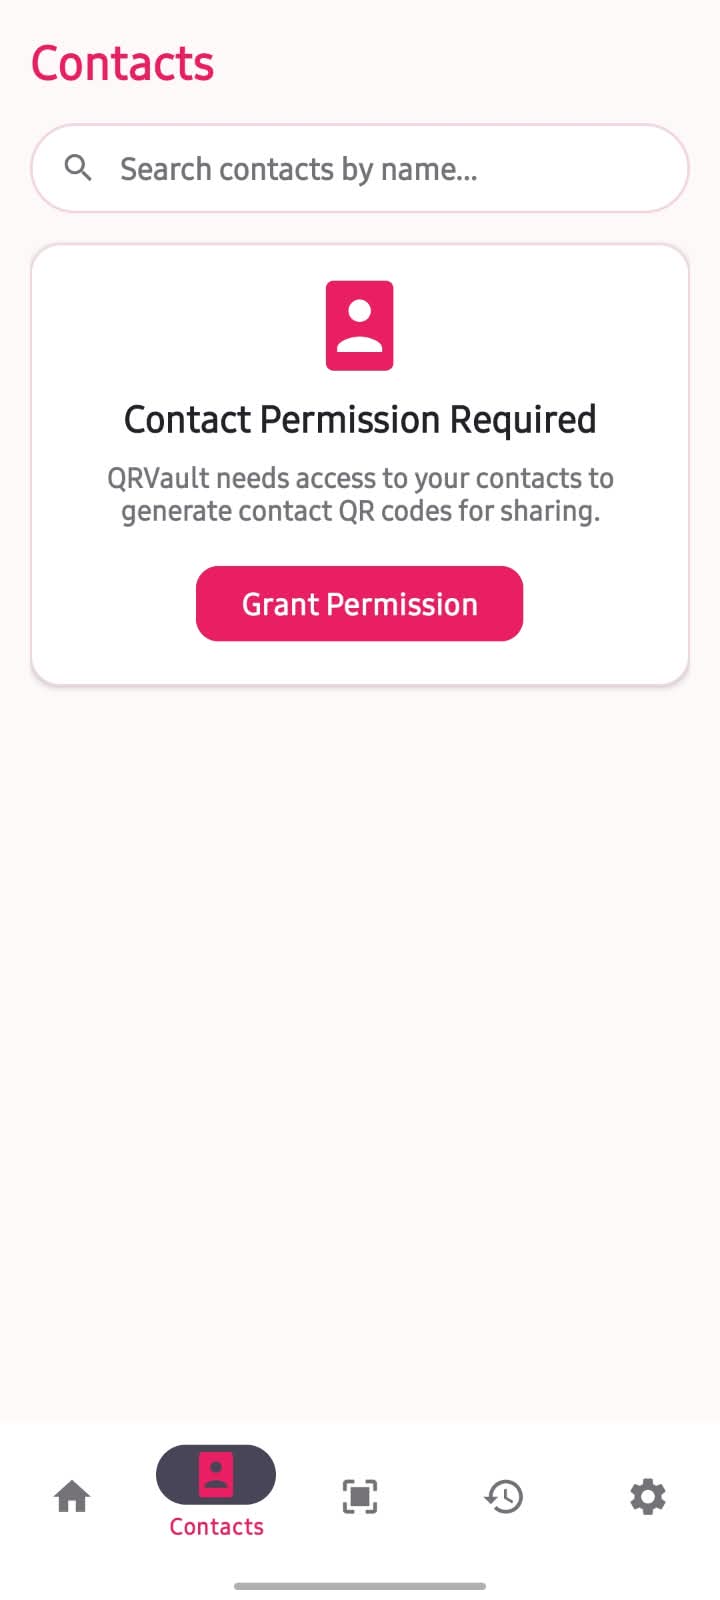 Contacts
Search contacts by name...
Contact Permission Required
QRVault needs access to your contacts to
generate contact QR codes for sharing.
Grant Permission
Contacts